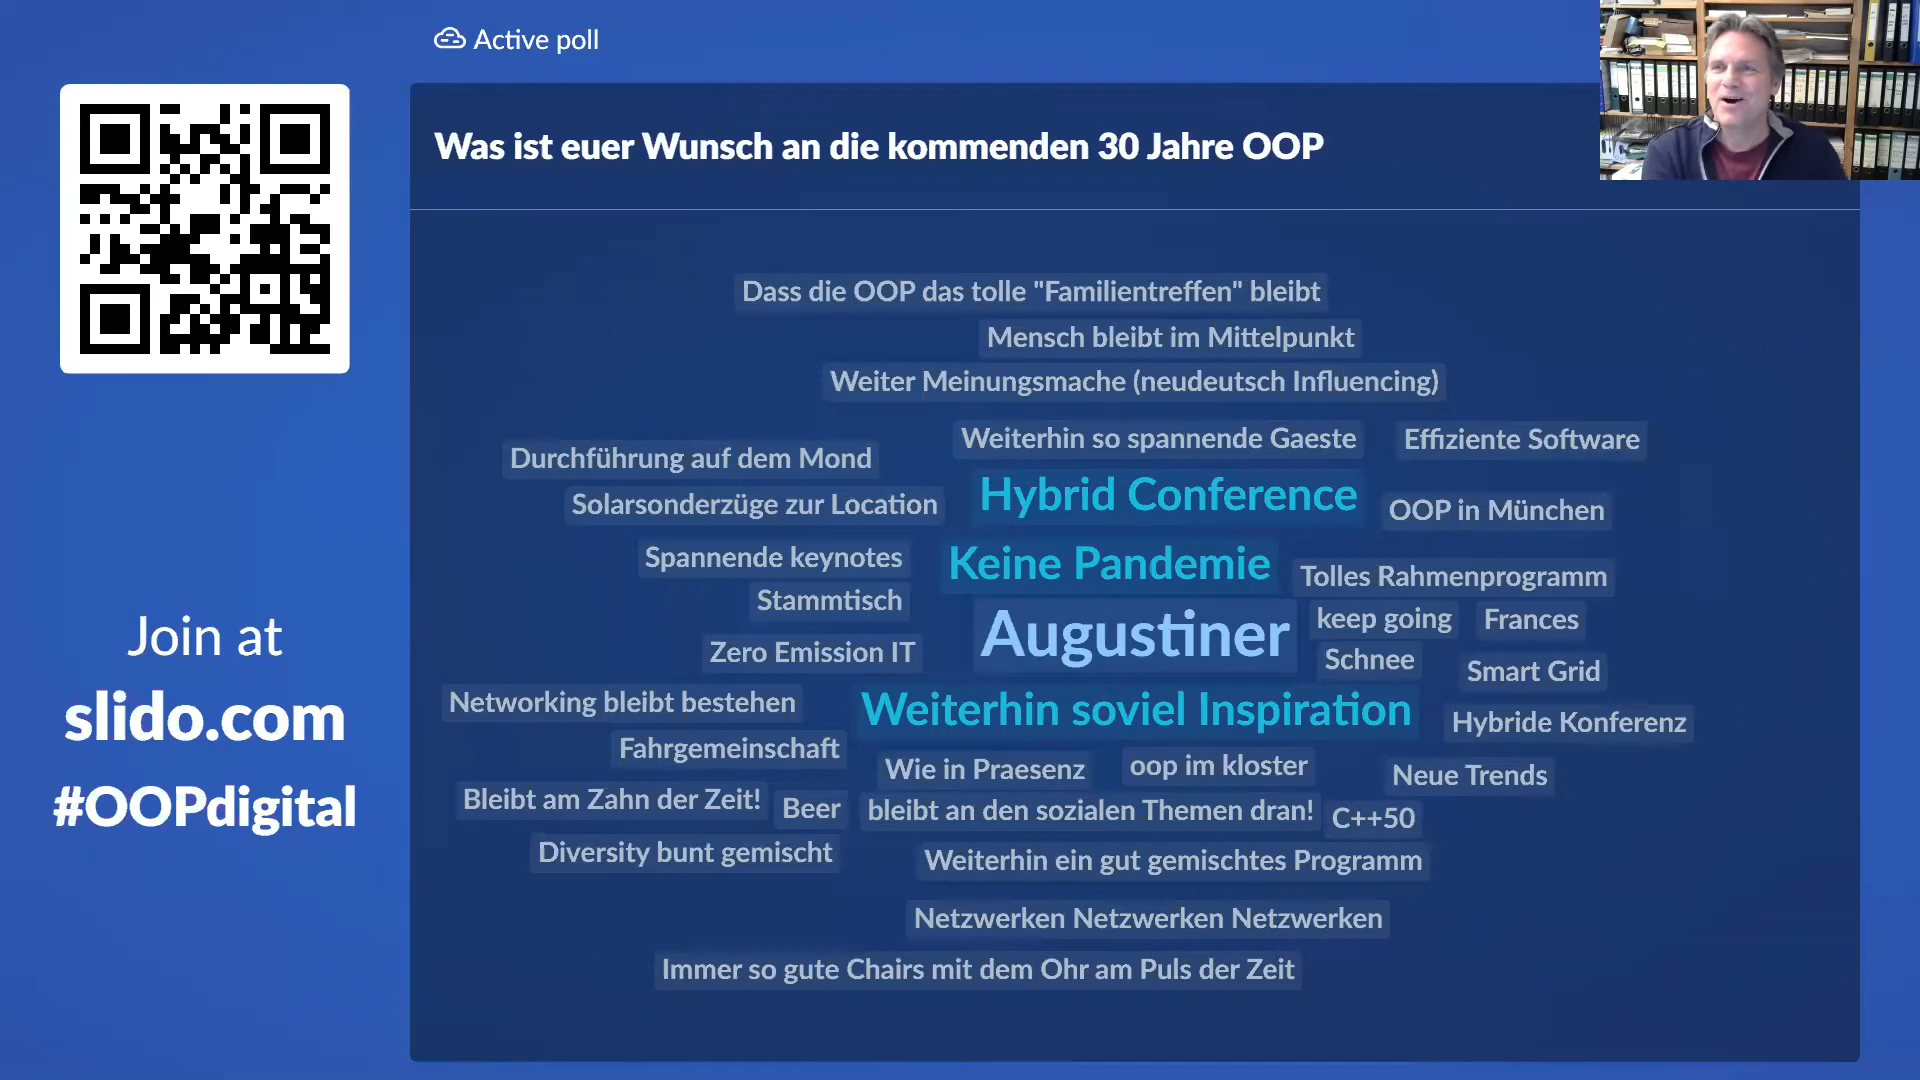 Active poll
Was ist euer Wunsch an die kommenden 30 Jahre OOP
Dass die OOP das tolle "Familientreffen" bleibt
Mensch bleibt im Mittelpunkt
Weiter Meinungsmache (neudeutsch Influencing)
Weiterhin so spannende Gaeste
Effiziente Software
Durchführung auf dem Mond
Hybrid Conference
Solarsonderzüge zur Location
OOP in München
Spannende keynotes
Keine Pandemie
Tolles Rahmenprogramm
Stammtisch
Augustiner
keep going
Frances
Zero Emission IT
Schnee
Smart Grid
Networking bleibt bestehen
Weiterhin soviel Inspiration
Hybride Konferenz
Fahrgemeinschaft
Wie in Praesenz
oop im kloster
Neue Trends
Bleibt am Zahn der Zeit!
Beer
bleibt an den sozialen Themen dran!
C++50
Diversity bunt gemischt
Weiterhin ein gut gemischtes Programm
Netzwerken Netzwerken Netzwerken
Immer so gute Chairs mit dem Ohr am Puls der Zeit
Join at
slido.com
#OOPdigital